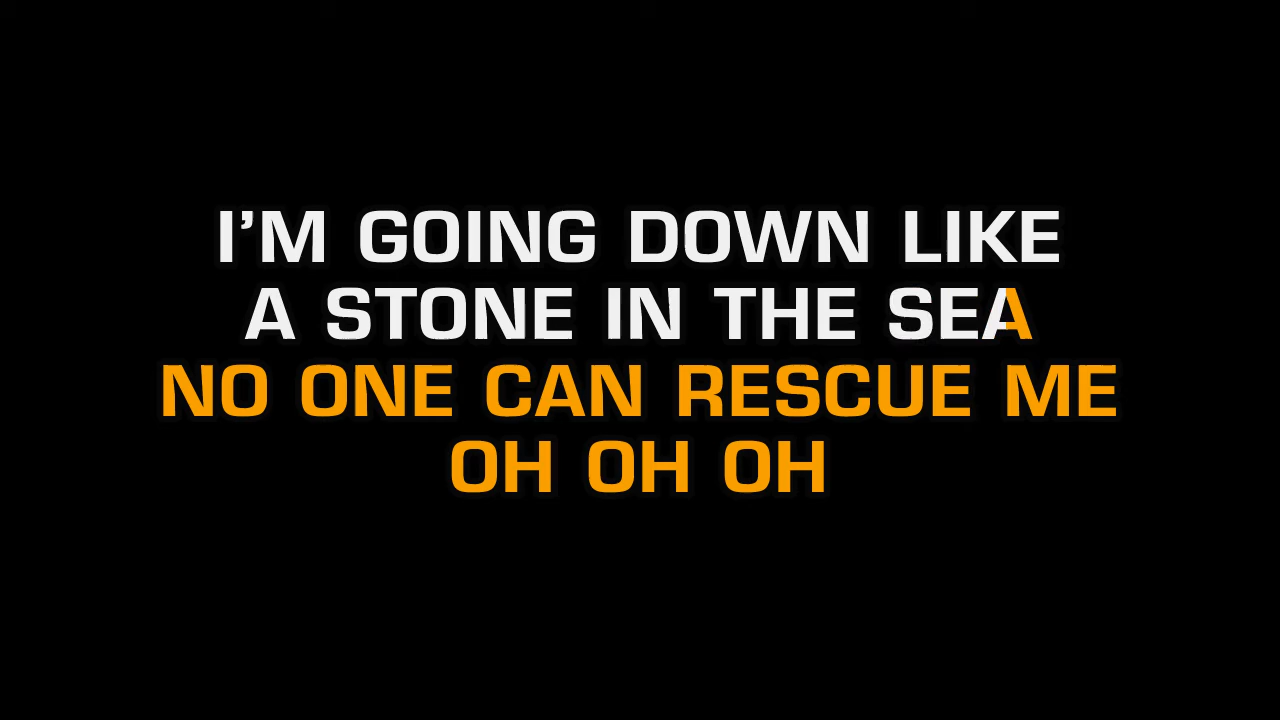 I’M GOING DOWN LIKE
A STONE IN THE SEA
NO ONE CAN RESCUE ME
OH OH OH